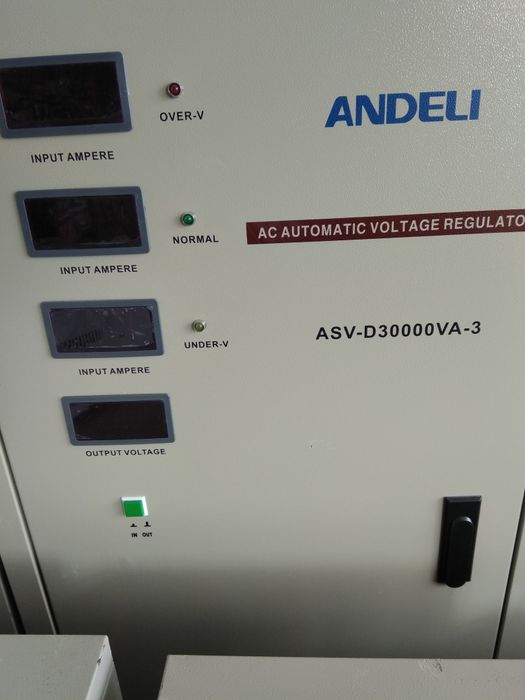 OVER-V
ANDELI
INPUT AMPERE
NORMAL
AC AUTOMATIC VOLTAGE REGULATO
INPUT AMPERE
UNDER-V
ASV-D30000VA-3
INPUT AMPERE
OUTPUT VOLTAGE
IN OUT